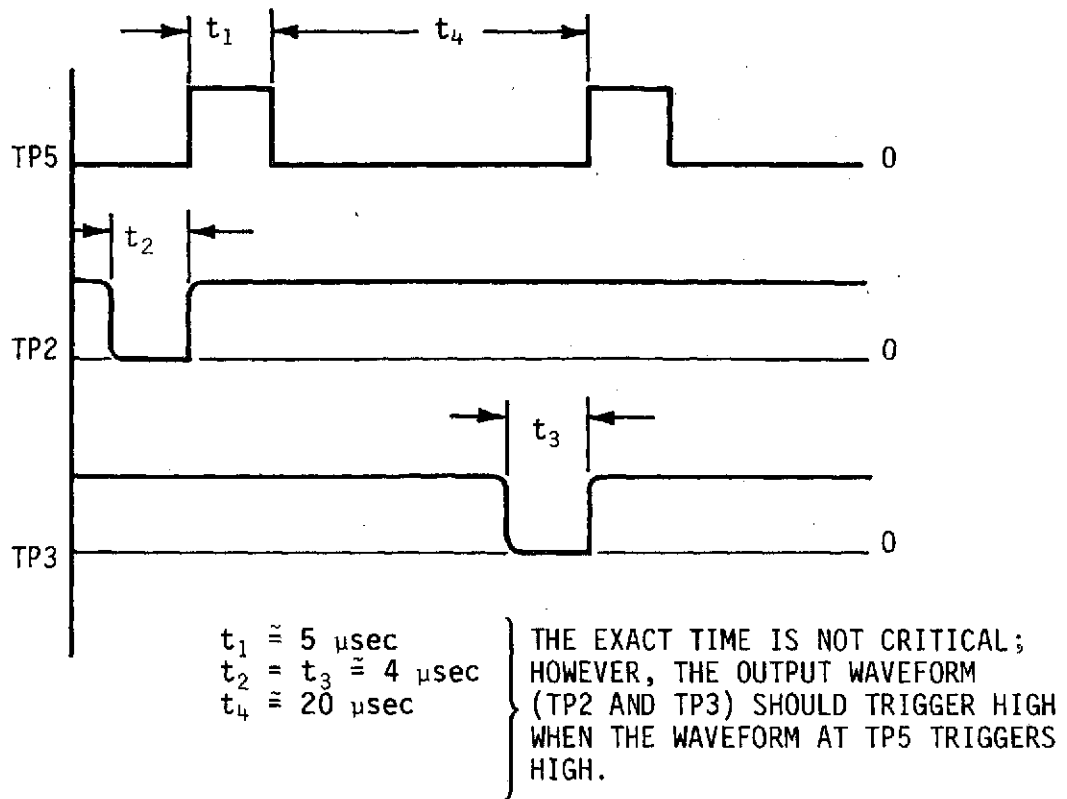 t₁
t₄
TP5
0
t₂
TP2
0
t₃
TP3
0
t₁ ≅ 5 μsec
t₂ = t₃ ≅ 4 μsec
t₄ ≅ 20 μsec
THE EXACT TIME IS NOT CRITICAL;
HOWEVER, THE OUTPUT WAVEFORM
(TP2 AND TP3) SHOULD TRIGGER HIGH
WHEN THE WAVEFORM AT TP5 TRIGGERS
HIGH.